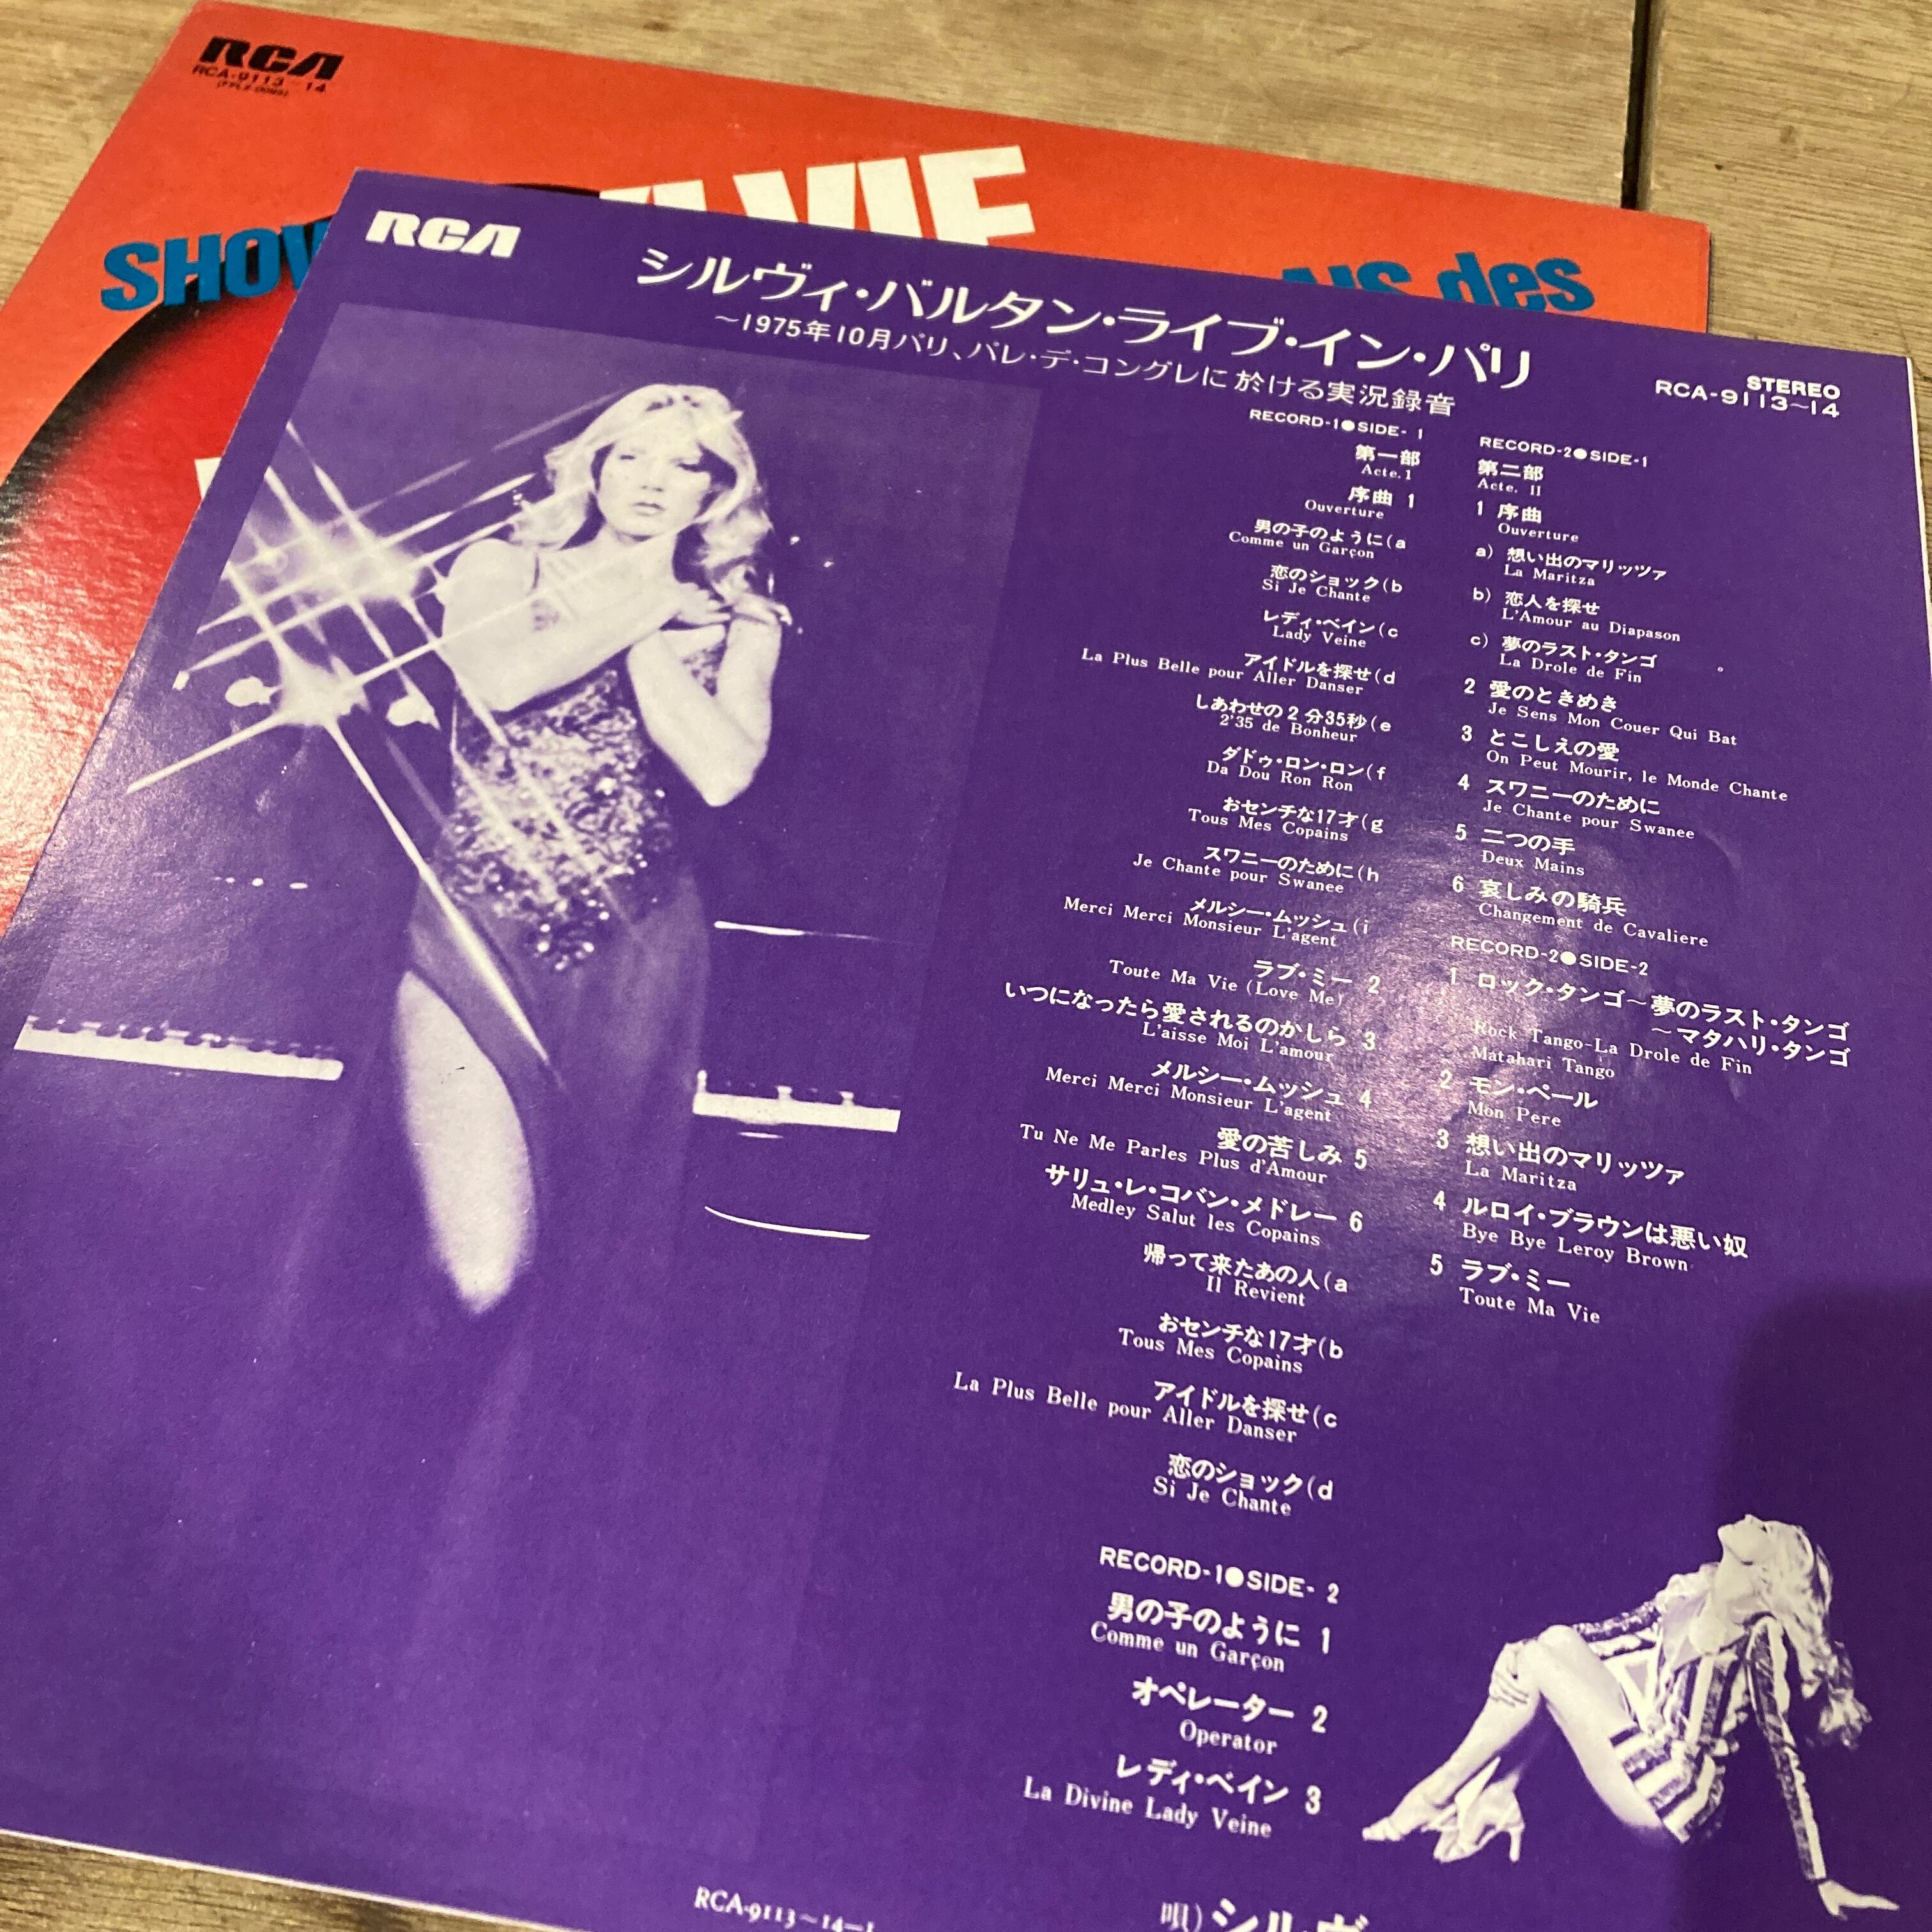 RCA
RCA-9113~14
SHOW
des
RCA
シルヴィ・バルタン・ライブ・イン・パリ
~1975年10月パリ、パレ・デ・コングレに於ける実況録音
STEREO
RCA-9113~14
RECORD-1●SIDE-1
第一部
Acte.1
序曲 1
Ouverture
男の子のように(a
Comme un Garçon
恋のショック(b
Si Je Chante
レディ・ベイン(c
Lady Veine
アイドルを探せ(d
La Plus Belle pour Aller Danser
しあわせの2分35秒(e
2'35 de Bonheur
ダドゥ・ロン・ロン(f
Da Dou Ron Ron
おセンチな17才(g
Tous Mes Copains
スワニーのために(h
Je Chante pour Swanee
メルシー・ムッシュ(i
Merci Merci Monsieur L'agent
ラブ・ミー 2
Toute Ma Vie (Love Me)
いつになったら愛されるのかしら 3
L'aisse Moi L'amour
メルシー・ムッシュ 4
Merci Merci Monsieur L'agent
愛の苦しみ 5
Tu Ne Me Parles Plus d'Amour
サリュ・レ・コバン・メドレー 6
Medley Salut les Copains
帰って来たあの人(a
Il Revient
おセンチな17才(b
Tous Mes Copains
アイドルを探せ(c
La Plus Belle pour Aller Danser
恋のショック(d
Si Je Chante
RECORD-1●SIDE-2
男の子のように 1
Comme un Garçon
オペレーター 2
Operator
レディ・ベイン 3
La Divine Lady Veine
RECORD-2●SIDE-1
第二部
Acte. II
1 序曲
Ouverture
a) 想い出のマリッツァ
La Maritza
b) 恋人を探せ
L'Amour au Diapason
c) 夢のラスト・タンゴ
La Drole de Fin
2 愛のときめき
Je Sens Mon Couer Qui Bat
3 とこしえの愛
On Peut Mourir, le Monde Chante
4 スワニーのために
Je Chante pour Swanee
5 二つの手
Deux Mains
6 哀しみの騎兵
Changement de Cavaliere
RECORD-2●SIDE-2
1 ロック・タンゴ~夢のラスト・タンゴ
~マタハリ・タンゴ
Rock Tango-La Drole de Fin
Matahari Tango
2 モン・ペール
Mon Pere
3 想い出のマリッツァ
La Maritza
4 ルロイ・ブラウンは悪い奴
Bye Bye Leroy Brown
5 ラブ・ミー
Toute Ma Vie
RCA-9113~14-1
唄)シルヴ